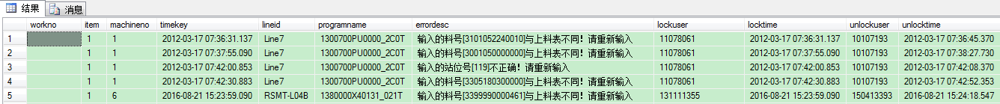 结果 消息
workno item machineno timekey lineid programname errordesc lockuser locktime unlockuser unlocktime
1 1 1 2012-03-17 07:36:31.137 Line7 1300700PU0000_2C0T 输入的料号[3101052240010]与上料表不同！请重新输入 11078061 2012-03-17 07:36:31.137 10107193 2012-03-17 07:36:45.370
2 1 1 2012-03-17 07:37:55.090 Line7 1300700PU0000_2C0T 输入的料号[3001050000000]与上料表不同！请重新输入 11078061 2012-03-17 07:37:55.090 10107193 2012-03-17 07:38:27.730
3 1 1 2012-03-17 07:42:00.853 Line7 1300700PU0000_2C0T 输入的站位号[119]不正确！请重新输入 11078061 2012-03-17 07:42:00.853 10107193 2012-03-17 07:42:08.370
4 1 1 2012-03-17 07:42:30.883 Line7 1300700PU0000_2C0T 输入的料号[3305180300000]与上料表不同！请重新输入 11078061 2012-03-17 07:42:30.883 10107193 2012-03-17 07:42:52.353
5 1 6 2016-08-21 15:23:59.090 RSMT-L04B 1380000X40131_021T 输入的料号[3399990000461]与上料表不同！请重新输入 131111355 2016-08-21 15:23:59.090 150413393 2016-08-21 15:24:18.547